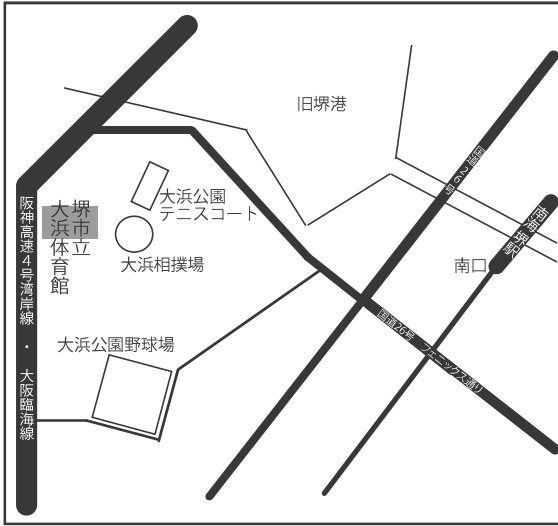 旧堺港
国道26号
大浜公園
テニスコート
堺市立
大浜体育館
阪神高速4号湾岸線・大阪臨海線
大浜相撲場
南海堺駅
南口
大浜公園野球場
国道26号 フェニックス通り